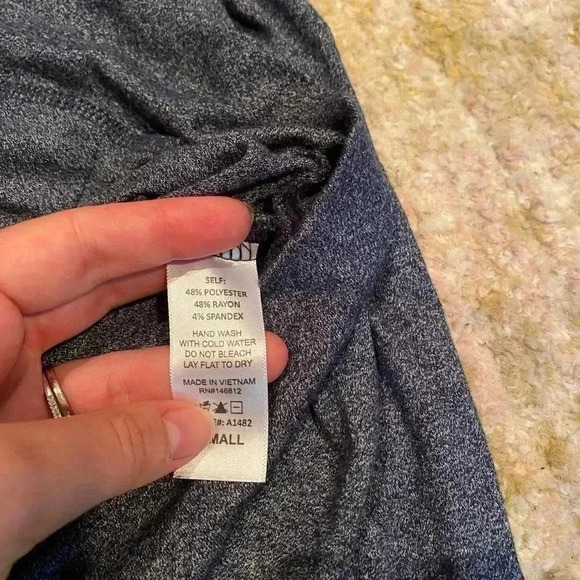 SELF:
48% POLYESTER
48% RAYON
4% SPANDEX
HAND WASH
WITH COLD WATER
DO NOT BLEACH
LAY FLAT TO DRY
MADE IN VIETNAM
RN#146812
E#: A1482
MALL